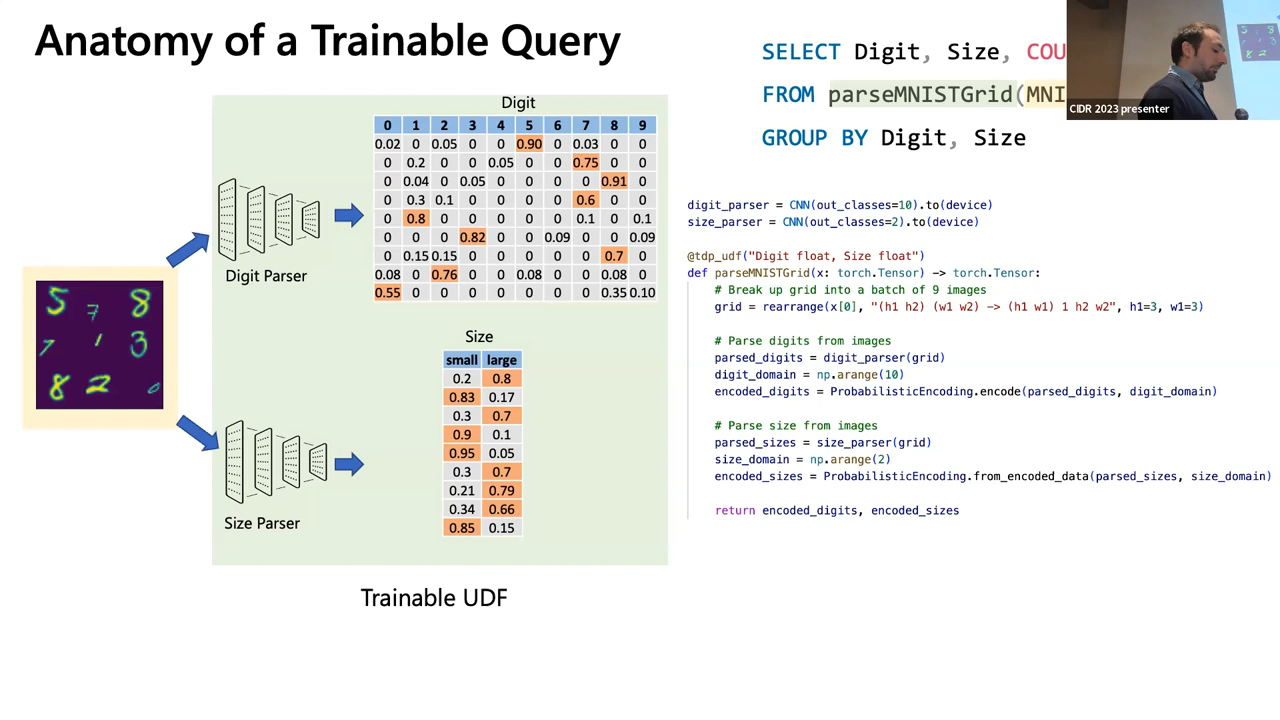 Anatomy of a Trainable Query
SELECT Digit, Size,
FROM parseMNISTGrid(
GROUP BY Digit, Size
CIDR 2023 presenter
Digit
0 1 2 3 4 5 6 7 8 9
0.02 0 0.05 0 0 0.90 0 0.03 0 0
0 0.2 0 0 0.05 0 0 0.75 0 0
0 0.04 0 0.05 0 0 0 0 0.91 0
0 0.3 0.1 0 0 0 0 0.6 0 0
0 0.8 0 0 0 0 0 0.1 0 0.1
0 0 0 0.82 0 0 0.09 0 0 0.09
0 0.15 0.15 0 0 0 0 0 0.7 0
0.08 0 0.76 0 0 0.08 0 0 0.08 0
0.55 0 0 0 0 0 0 0 0.35 0.10
Digit Parser
5 7 8
7 1 3
8 2 0
Size
small large
0.2 0.8
0.83 0.17
0.3 0.7
0.9 0.1
0.95 0.05
0.3 0.7
0.21 0.79
0.34 0.66
0.85 0.15
Size Parser
Trainable UDF
digit_parser = CNN(out_classes=10).to(device)
size_parser = CNN(out_classes=2).to(device)
@tdp_udf("Digit float, Size float")
def parseMNISTGrid(x: torch.Tensor) -> torch.Tensor:
# Break up grid into a batch of 9 images
grid = rearrange(x[0], "(h1 h2) (w1 w2) -> (h1 w1) 1 h2 w2", h1=3, w1=3)
# Parse digits from images
parsed_digits = digit_parser(grid)
digit_domain = np.arange(10)
encoded_digits = ProbabilisticEncoding.encode(parsed_digits, digit_domain)
# Parse size from images
parsed_sizes = size_parser(grid)
size_domain = np.arange(2)
encoded_sizes = ProbabilisticEncoding.from_encoded_data(parsed_sizes, size_domain)
return encoded_digits, encoded_sizes